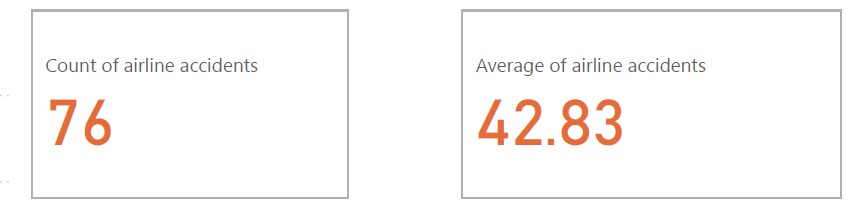 Count of airline accidents
76
Average of airline accidents
42.83